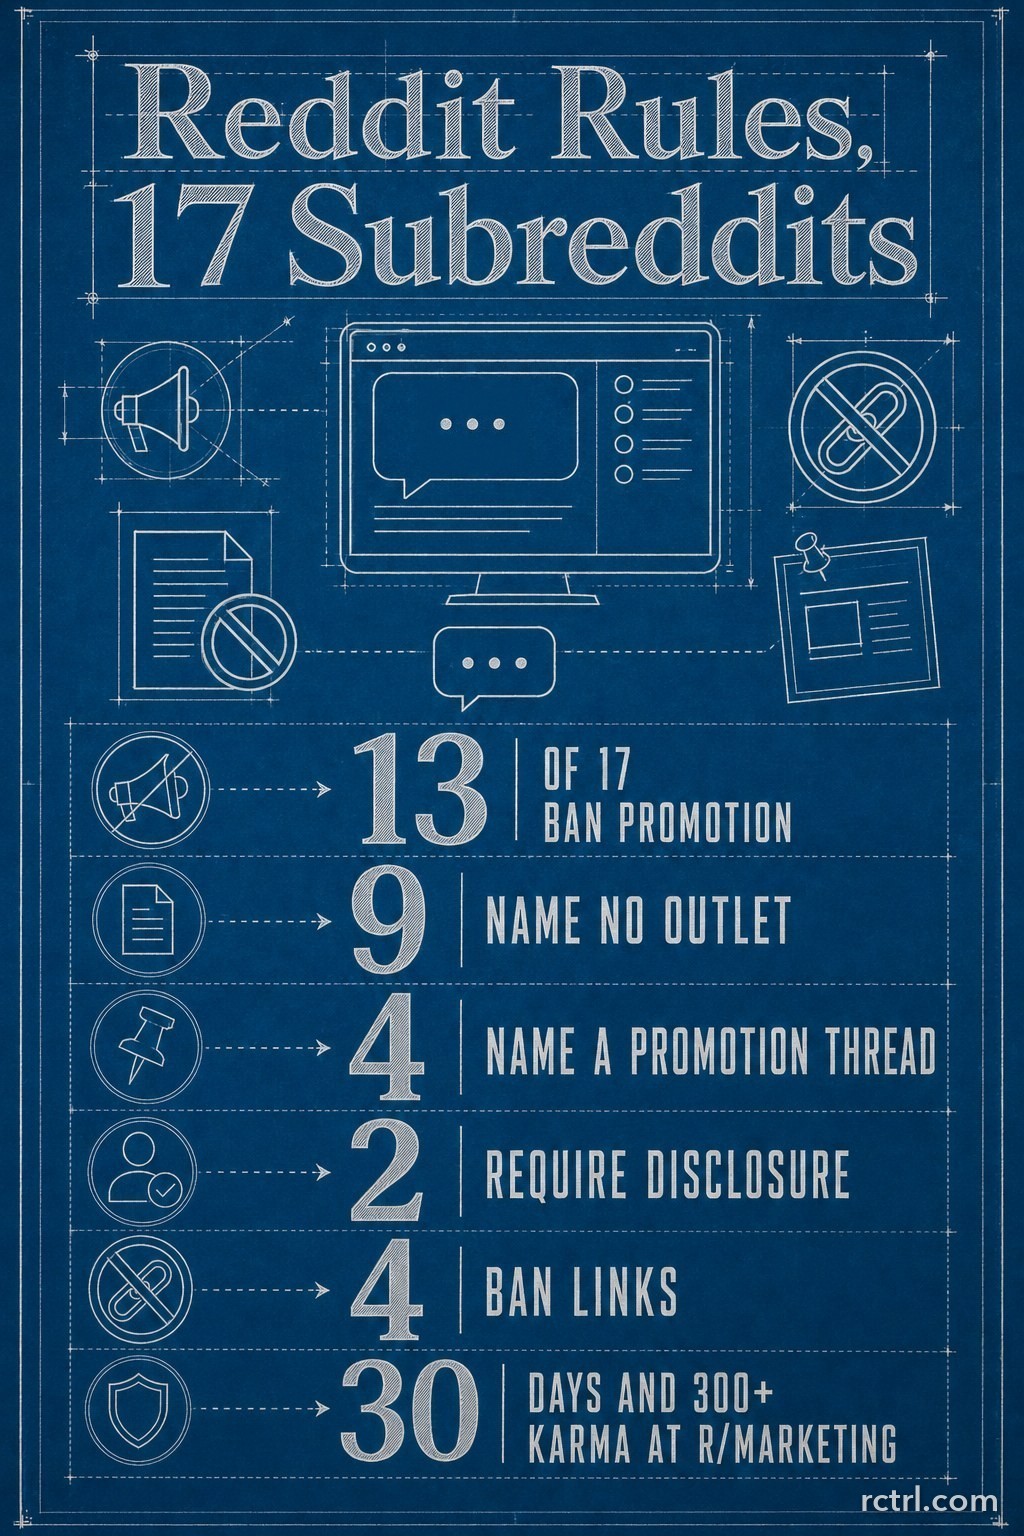 Reddit Rules,
17 Subreddits
13
OF 17
BAN PROMOTION
9
NAME NO OUTLET
4
NAME A PROMOTION THREAD
2
REQUIRE DISCLOSURE
4
BAN LINKS
30
DAYS AND 300+
KARMA AT R/MARKETING
rctrl.com